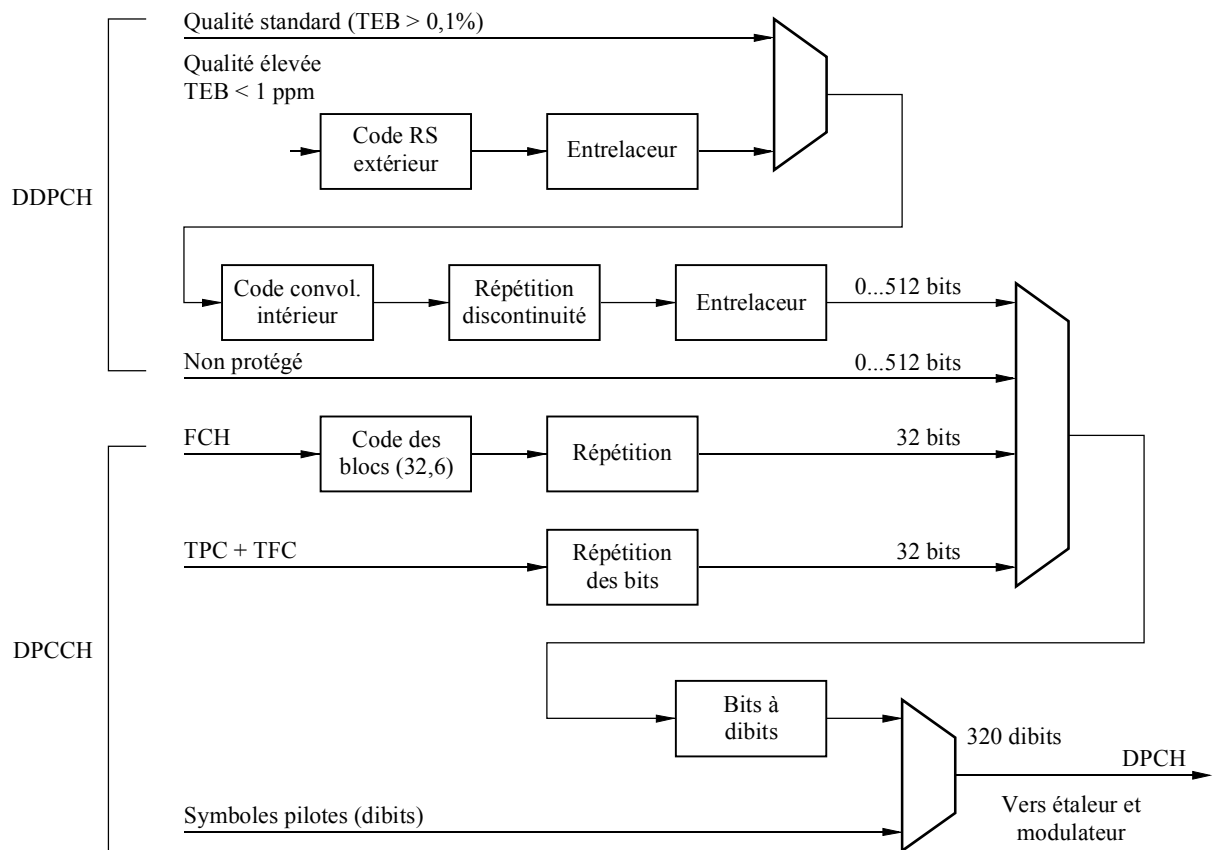 Qualité standard (TEB > 0,1%)
Qualité élevée
TEB < 1 ppm
Code RS
extérieur
Entrelaceur
DDPCH
Code convol.
intérieur
Répétition
discontinuité
Entrelaceur
0...512 bits
Non protégé
0...512 bits
FCH
Code des
blocs (32,6)
Répétition
32 bits
TPC + TFC
Répétition
des bits
32 bits
DPCCH
Bits à
dibits
320 dibits
DPCH
Symboles pilotes (dibits)
Vers étaleur et
modulateur